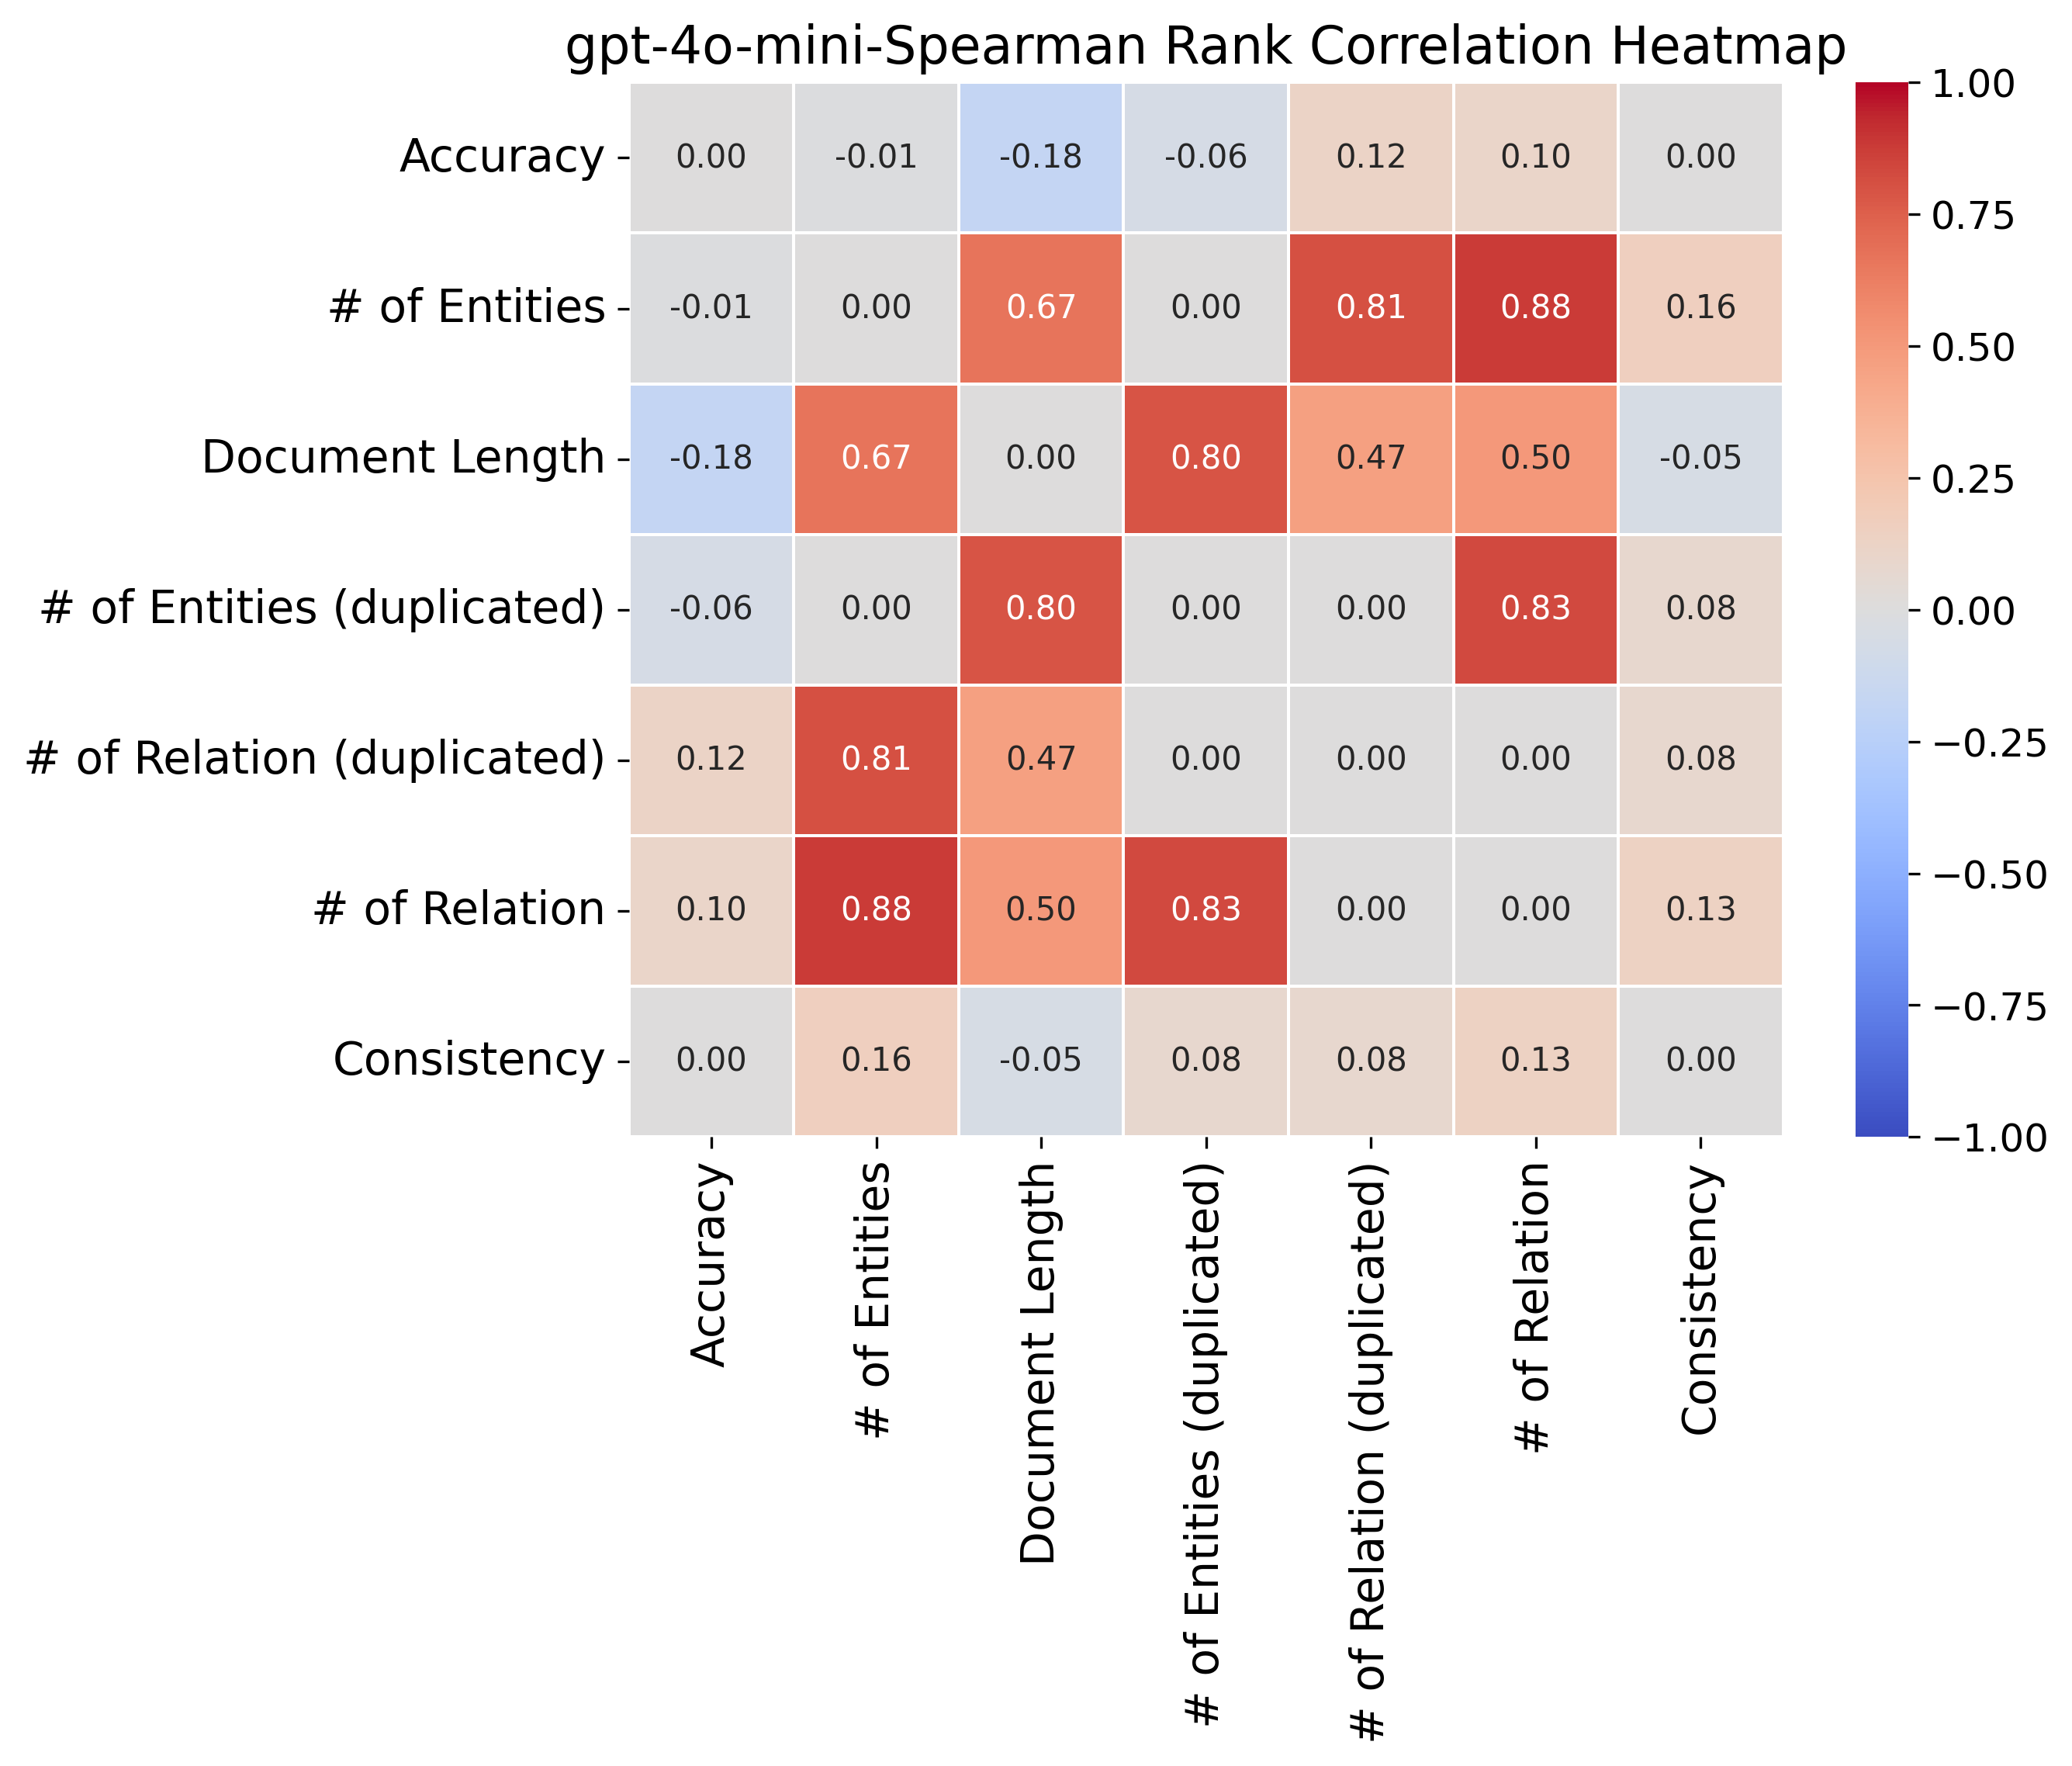 gpt-4o-mini-Spearman Rank Correlation Heatmap
Accuracy 0.00 -0.01 -0.18 -0.06 0.12 0.10 0.00
# of Entities -0.01 0.00 0.67 0.00 0.81 0.88 0.16
Document Length -0.18 0.67 0.00 0.80 0.47 0.50 -0.05
# of Entities (duplicated) -0.06 0.00 0.80 0.00 0.00 0.83 0.08
# of Relation (duplicated) 0.12 0.81 0.47 0.00 0.00 0.00 0.08
# of Relation 0.10 0.88 0.50 0.83 0.00 0.00 0.13
Consistency 0.00 0.16 -0.05 0.08 0.08 0.13 0.00
Accuracy
# of Entities
Document Length
# of Entities (duplicated)
# of Relation (duplicated)
# of Relation
Consistency
1.00
0.75
0.50
0.25
0.00
−0.25
−0.50
−0.75
−1.00